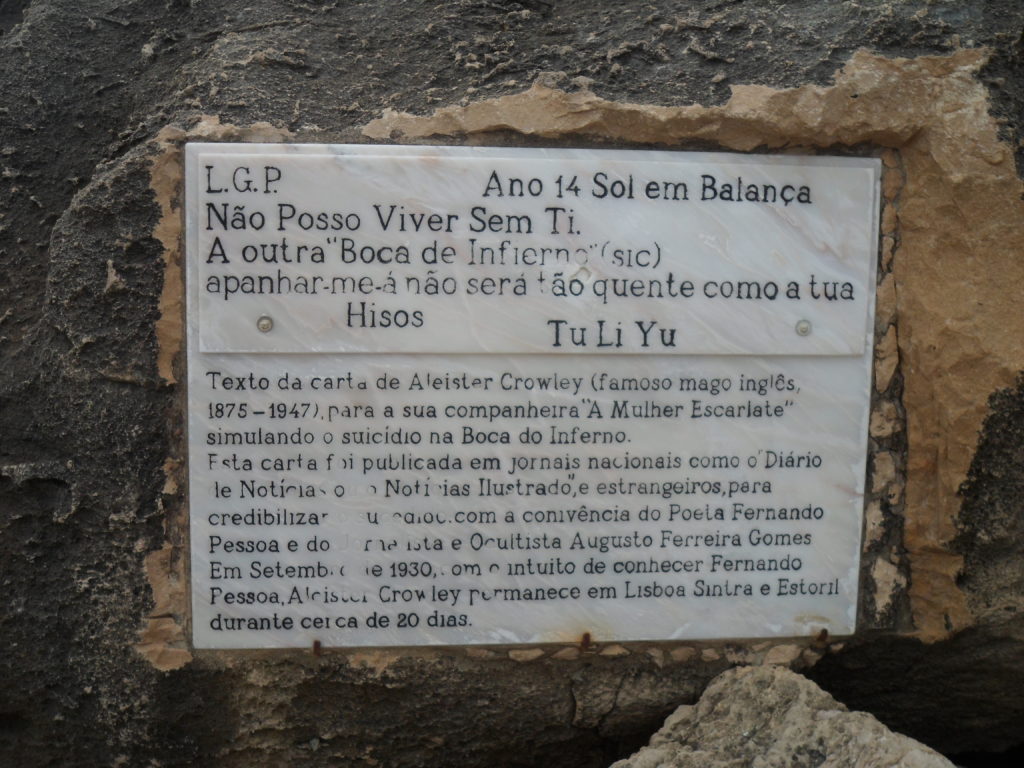 L.G.P. Ano 14 Sol em Balança
Não Posso Viver Sem Ti.
A outra "Boca de Infierno" (sic)
apanhar-me-á não será tão quente como a tua
Hisos
Tu Li Yu
Texto da carta de Aleister Crowley (famoso mago inglês,
1875-1947), para a sua companheira "A Mulher Escarlate"
simulando o suicídio na Boca do Inferno.
Esta carta foi publicada em jornais nacionais como o "Diário
de Notícias o Notícias Ilustrado", e estrangeiros, para
credibilizar com a conivência do Poeta Fernando
Pessoa e do Jornalista e Ocultista Augusto Ferreira Gomes
Em Setembro de 1930, com o intuito de conhecer Fernando
Pessoa, Aleister Crowley permanece em Lisboa Sintra e Estoril
durante cerca de 20 dias.